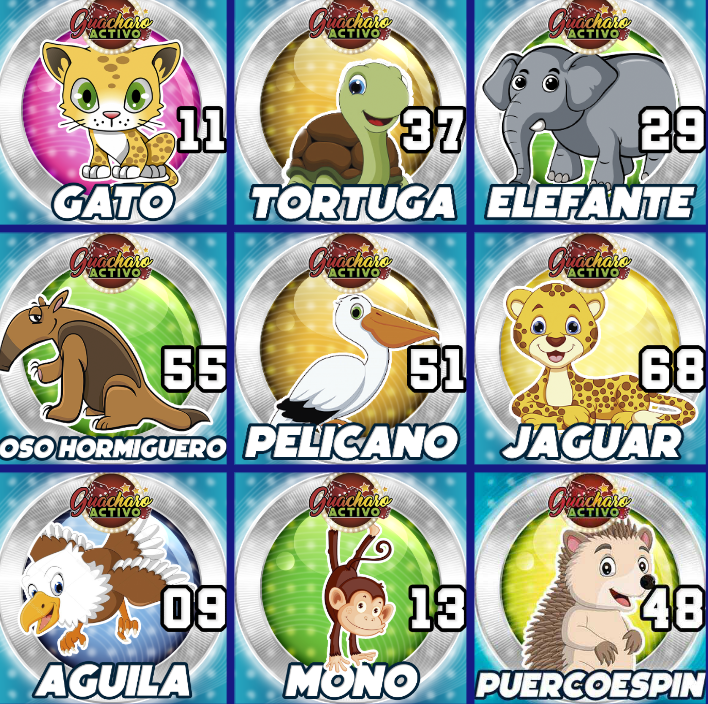 Guácharo
ACTIVO
11
GATO
Guácharo
ACTIVO
37
TORTUGA
Guácharo
ACTIVO
29
ELEFANTE
Guácharo
ACTIVO
55
OSO HORMIGUERO
Guácharo
ACTIVO
51
PELICANO
Guácharo
ACTIVO
68
JAGUAR
Guácharo
ACTIVO
09
AGUILA
Guácharo
ACTIVO
13
MONO
Guácharo
ACTIVO
48
PUERCOESPIN